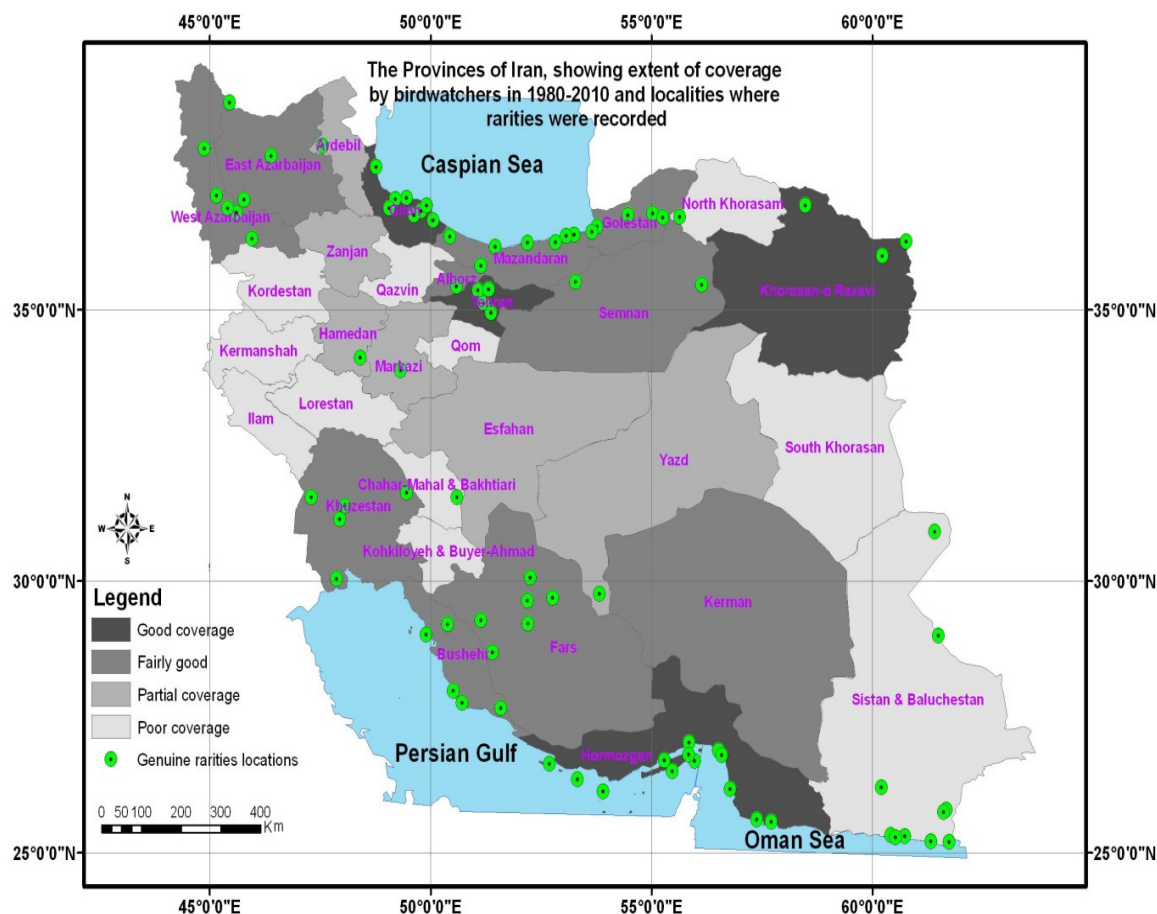 45°0'0"E 50°0'0"E 55°0'0"E 60°0'0"E
The Provinces of Iran, showing extent of coverage
by birdwatchers in 1980-2010 and localities where
rarities were recorded
Ardebil
East Azarbaijan
Caspian Sea
West Azarbaijan
Gilan
North Khorasam
Golestan
Zanjan
Mazandaran
Alborz
Kordestan
Qazvin
Khorasan-e Razavi
Tehran
35°0'0"N 35°0'0"N
Semnan
Hamedan
Qom
Kermanshah
Markazi
Lorestan
Ilam
Esfahan
South Khorasan
Yazd
Chahar-Mahal & Bakhtiari
Khuzestan
N
W E
S
Kohkiloyeh & Buyer-Ahmad
30°0'0"N 30°0'0"N
Kerman
Legend
Good coverage
Fairly good
Partial coverage
Poor coverage
Genuine rarities locations
Fars
Bushehr
Sistan & Baluchestan
Persian Gulf
Hormozgan
0 50 100 200 300 400
Km
Oman Sea
25°0'0"N 25°0'0"N
45°0'0"E 50°0'0"E 55°0'0"E 60°0'0"E